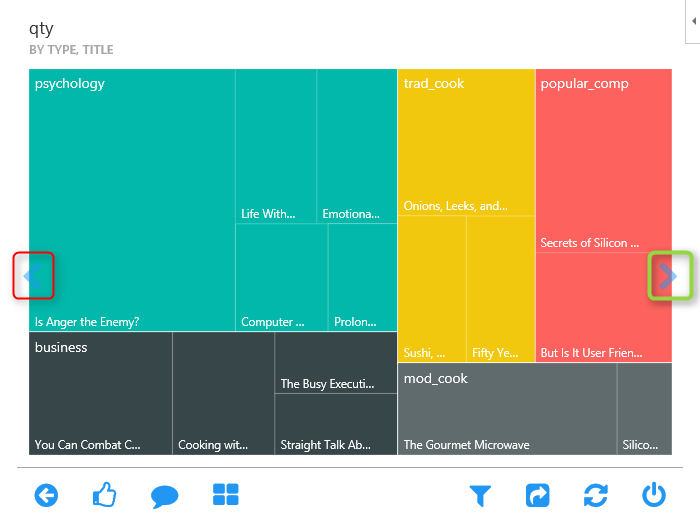 qty
BY TYPE, TITLE
psychology
Life With...
Emotiona...
Is Anger the Enemy?
Computer ...
Prolon...
trad_cook
Onions, Leeks, and...
Sushi, ...
Fifty Ye...
popular_comp
Secrets of Silicon ...
But Is It User Frien...
business
You Can Combat C...
Cooking wit...
The Busy Executi...
Straight Talk Ab...
mod_cook
The Gourmet Microwave
Silico...